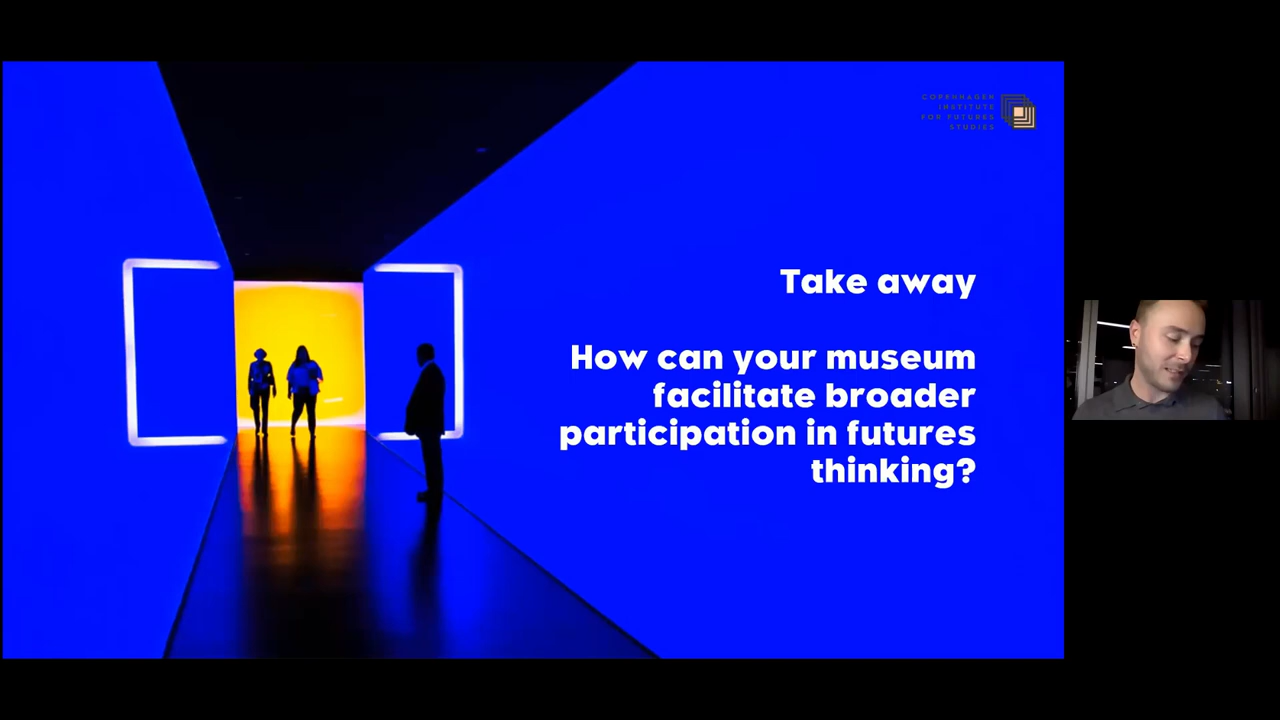 COPENHAGEN
INSTITUTE
FOR FUTURES
STUDIES
Take away
How can your museum
facilitate broader
participation in futures
thinking?